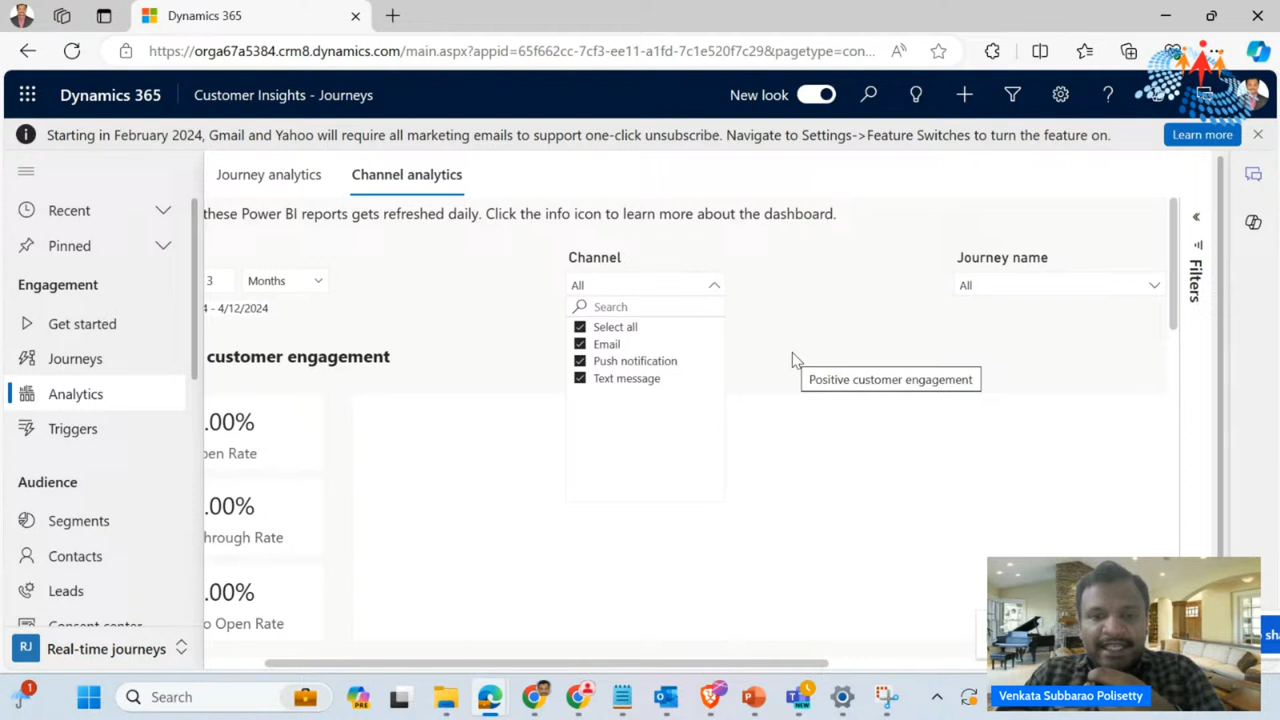 Dynamics 365
https://orga67a5384.crm8.dynamics.com/main.aspx?appid=65f662cc-7cf3-ee11-a1fd-7c1e520f7c29&pagetype=con...
Dynamics 365
Customer Insights - Journeys
New look
Starting in February 2024, Gmail and Yahoo will require all marketing emails to support one-click unsubscribe. Navigate to Settings->Feature Switches to turn the feature on.
Learn more
Journey analytics
Channel analytics
these Power BI reports gets refreshed daily. Click the info icon to learn more about the dashboard.
Recent
Pinned
Engagement
Get started
Journeys
Analytics
Triggers
Audience
Segments
Contacts
Leads
Consent center
RJ
Real-time journeys
3
Months
4 - 4/12/2024
Channel
All
Search
Select all
Email
Push notification
Text message
Journey name
All
Filters
customer engagement
Positive customer engagement
.00%
pen Rate
.00%
hrough Rate
.00%
o Open Rate
sha
Venkata Subbarao Polisetty
1
Search
NEW